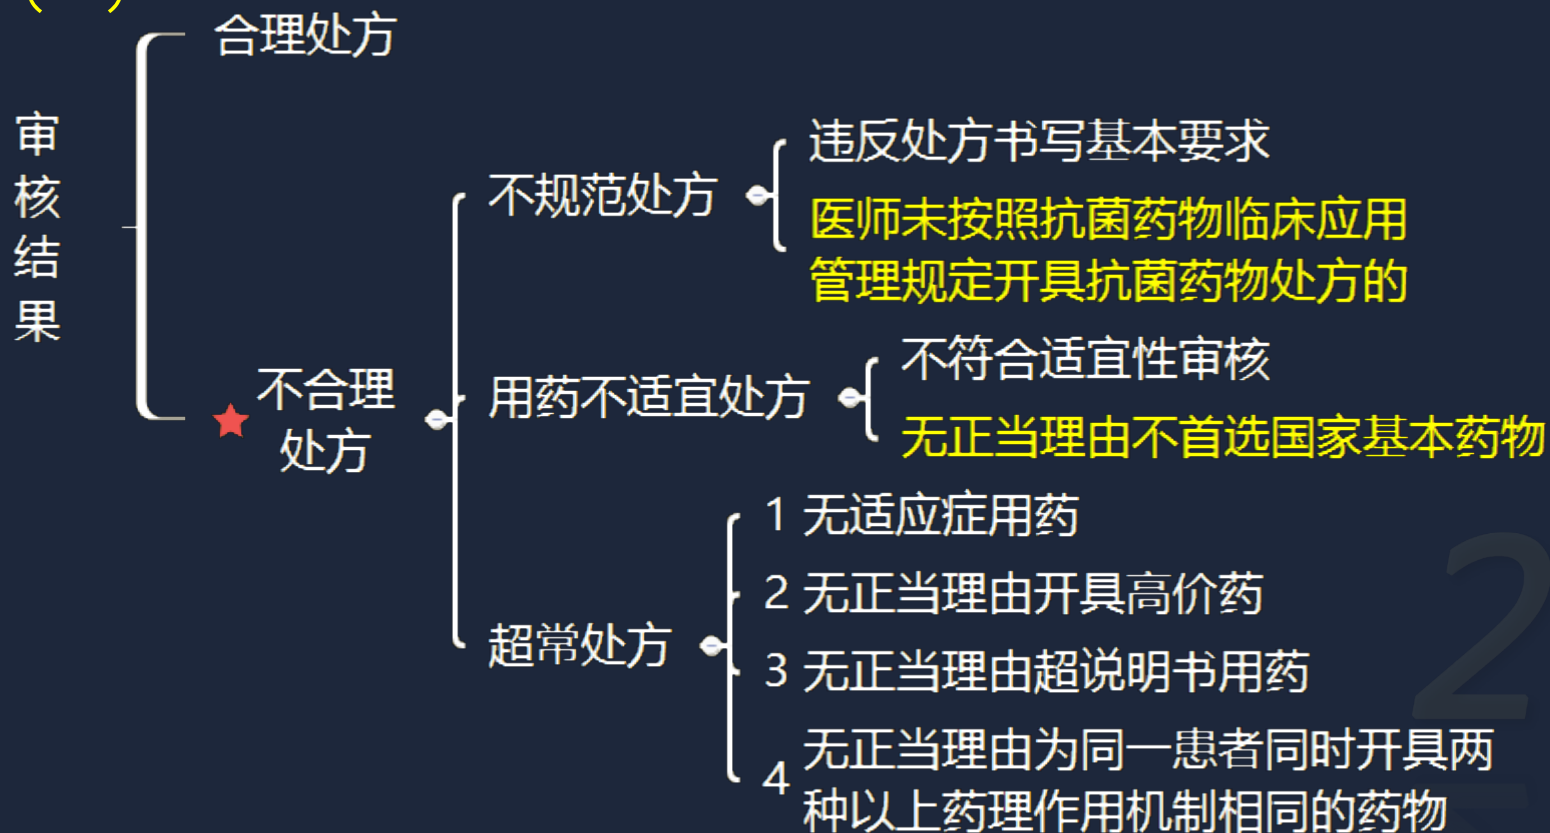 审核结果
合理处方
不合理
处方
不规范处方
违反处方书写基本要求
医师未按照抗菌药物临床应用
管理规定开具抗菌药物处方的
用药不适宜处方
不符合适宜性审核
无正当理由不首选国家基本药物
超常处方
1 无适应症用药
2 无正当理由开具高价药
3 无正当理由超说明书用药
4 无正当理由为同一患者同时开具两
种以上药理作用机制相同的药物
2